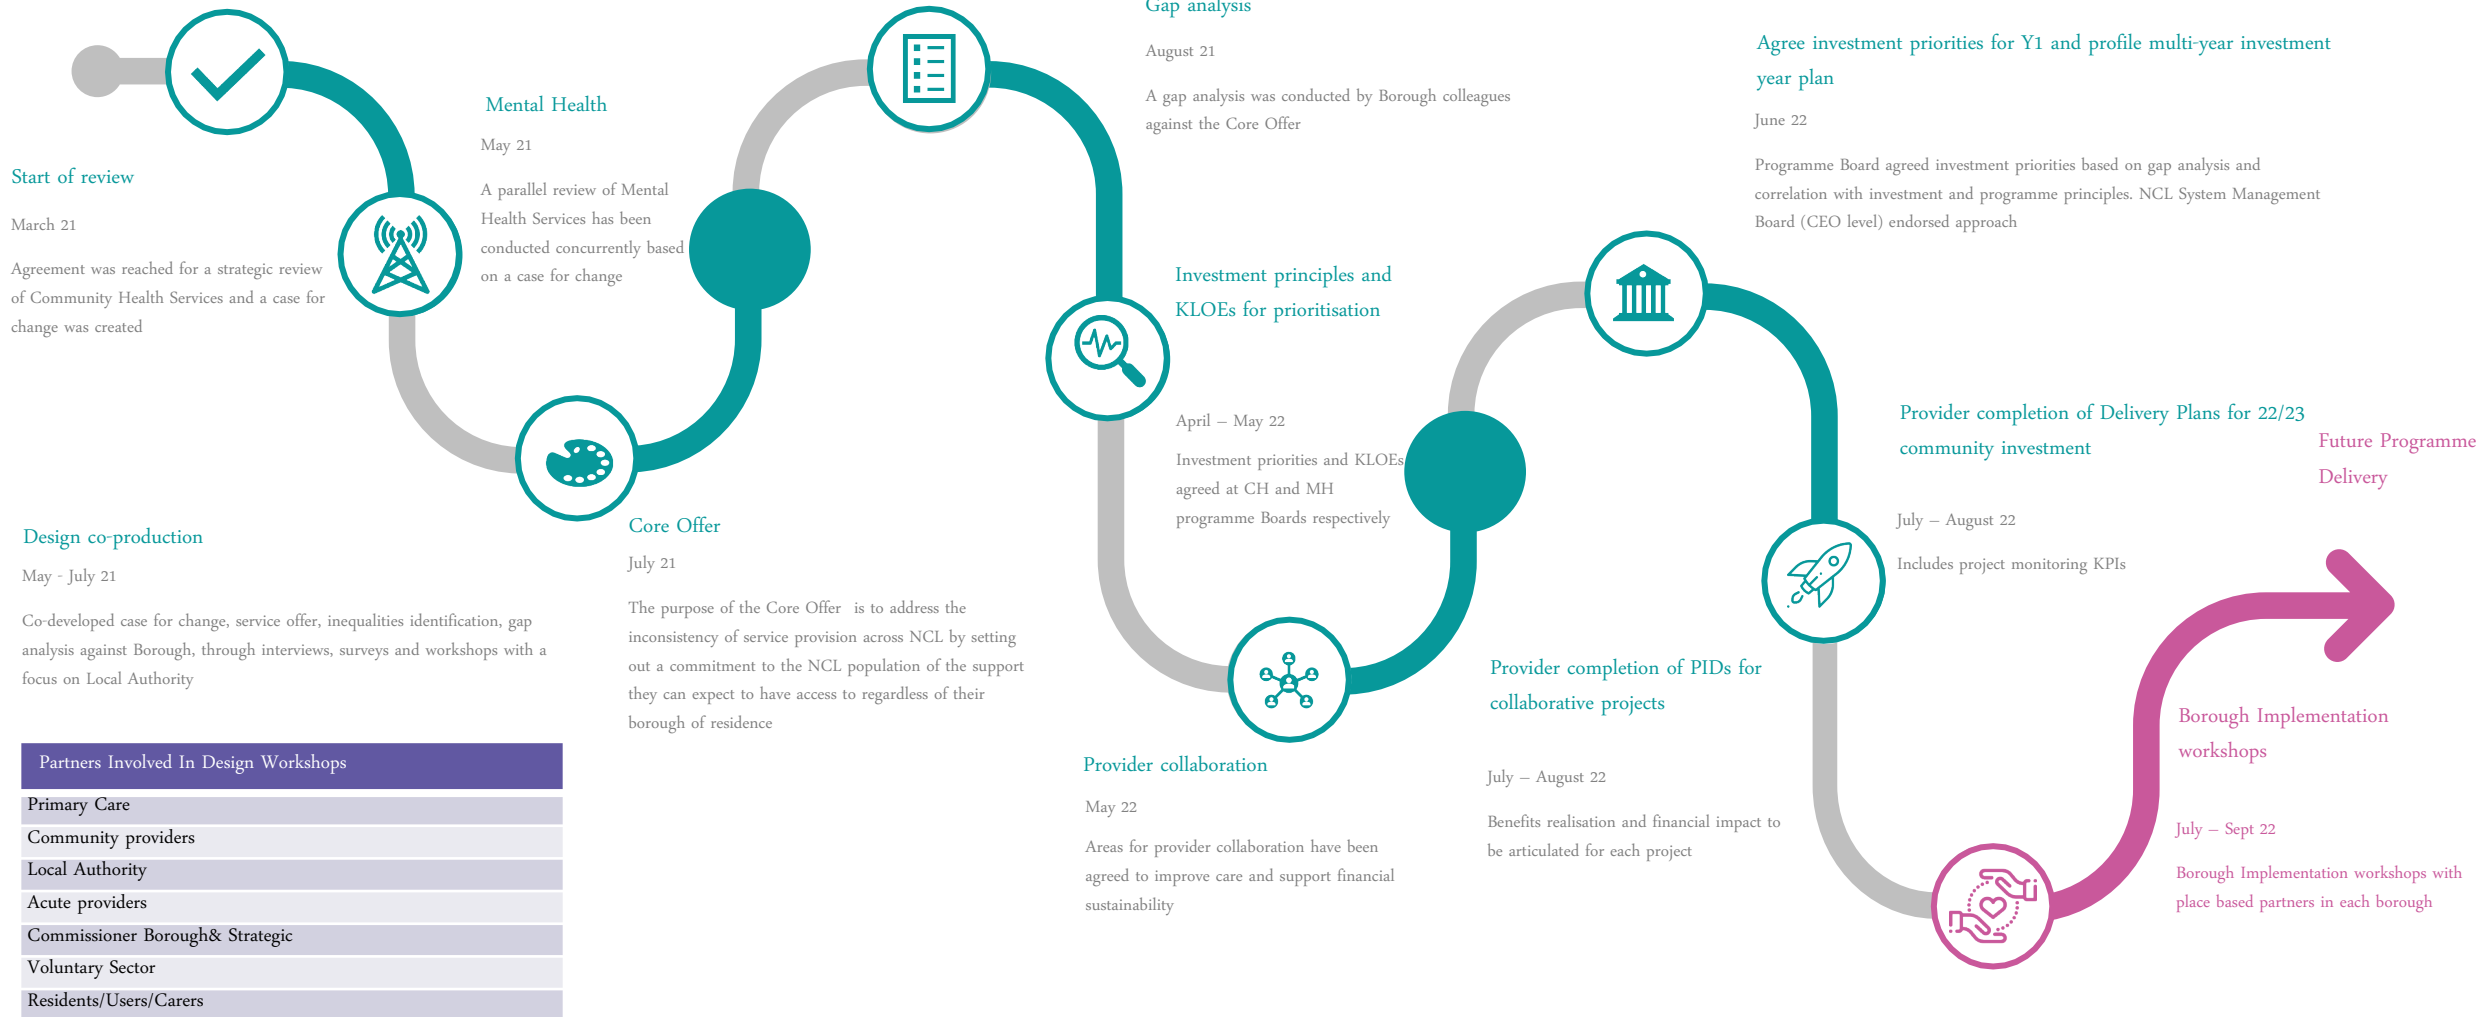 Start of review
March 21
Agreement was reached for a strategic review
of Community Health Services and a case for
change was created
Mental Health
May 21
A parallel review of Mental
Health Services has been
conducted concurrently based
on a case for change
Design co-production
May - July 21
Co-developed case for change, service offer, inequalities identification, gap
analysis against Borough, through interviews, surveys and workshops with a
focus on Local Authority
Partners Involved In Design Workshops
Primary Care
Community providers
Local Authority
Acute providers
Commissioner Borough& Strategic
Voluntary Sector
Residents/Users/Carers
Core Offer
July 21
The purpose of the Core Offer is to address the
inconsistency of service provision across NCL by setting
out a commitment to the NCL population of the support
they can expect to have access to regardless of their
borough of residence
Gap analysis
August 21
A gap analysis was conducted by Borough colleagues
against the Core Offer
Investment principles and
KLOEs for prioritisation
April – May 22
Investment priorities and KLOEs
agreed at CH and MH
programme Boards respectively
Provider collaboration
May 22
Areas for provider collaboration have been
agreed to improve care and support financial
sustainability
Agree investment priorities for Y1 and profile multi-year investment
year plan
June 22
Programme Board agreed investment priorities based on gap analysis and
correlation with investment and programme principles. NCL System Management
Board (CEO level) endorsed approach
Provider completion of PIDs for
collaborative projects
July – August 22
Benefits realisation and financial impact to
be articulated for each project
Provider completion of Delivery Plans for 22/23
community investment
July – August 22
Includes project monitoring KPIs
Future Programme
Delivery
Borough Implementation
workshops
July – Sept 22
Borough Implementation workshops with
place based partners in each borough